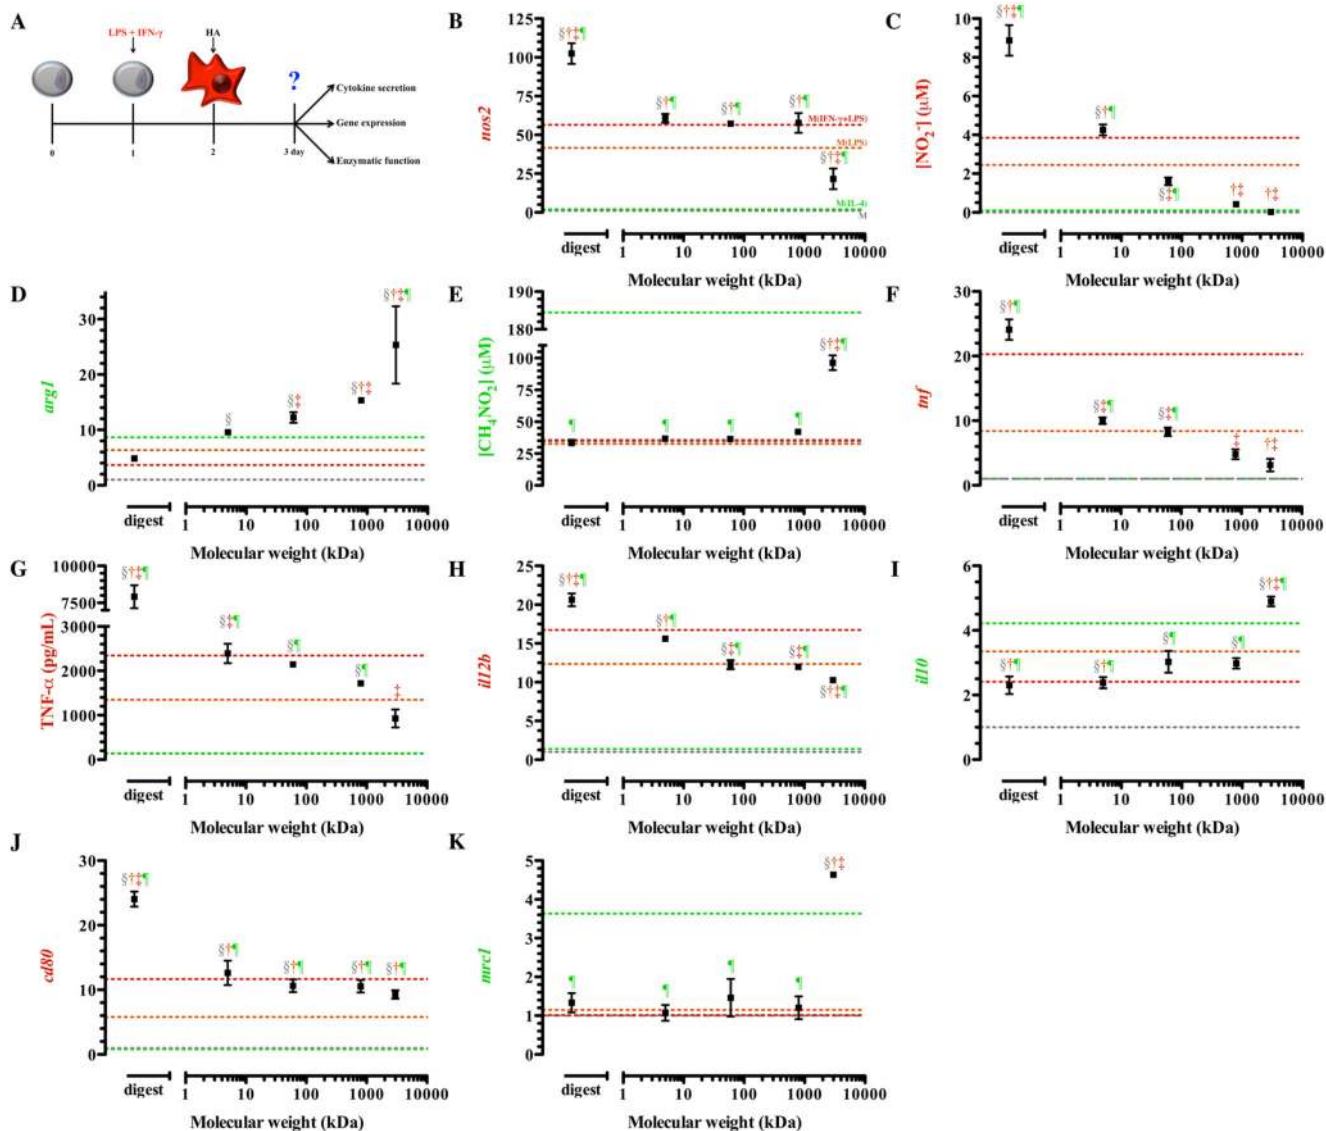 A
LPS + IFN-γ
HA
?
Cytokine secretion
Gene expression
Enzymatic function
0
1
2
3 day
B
nos2
125
100
75
50
25
0
§†‡¶
§†¶
§†¶
§†¶
§†‡¶
M(IFN-γ+LPS)
M(LPS)
M(IL-4)
M
digest
1 10 100 1000 10000
Molecular weight (kDa)
C
[NO₂⁻] (μM)
10
8
6
4
2
0
§†‡¶
§†¶
§‡¶
†‡
†‡
digest
1 10 100 1000 10000
Molecular weight (kDa)
D
arg1
30
20
10
0
§
§‡
§†‡
§†‡¶
digest
1 10 100 1000 10000
Molecular weight (kDa)
E
[CH₄NO₂] (μM)
190
180
100
75
50
25
0
¶
¶
¶
¶
§†‡¶
digest
1 10 100 1000 10000
Molecular weight (kDa)
F
tnf
30
20
10
0
§†¶
§‡¶
§‡¶
‡
†‡
digest
1 10 100 1000 10000
Molecular weight (kDa)
G
TNF-α (pg/mL)
10000
7500
3000
2000
1000
0
§†‡¶
§‡¶
§¶
§¶
‡
digest
1 10 100 1000 10000
Molecular weight (kDa)
H
il12b
25
20
15
10
5
0
§†‡¶
§†¶
§‡¶
§‡¶
§†‡¶
digest
1 10 100 1000 10000
Molecular weight (kDa)
I
il10
6
4
2
0
§†¶
§†¶
§¶
§¶
§†‡¶
digest
1 10 100 1000 10000
Molecular weight (kDa)
J
cd80
30
20
10
0
§†‡¶
§†¶
§†¶
§†¶
§†¶
digest
1 10 100 1000 10000
Molecular weight (kDa)
K
mrc1
5
4
3
2
1
0
¶
¶
¶
¶
§†‡
digest
1 10 100 1000 10000
Molecular weight (kDa)